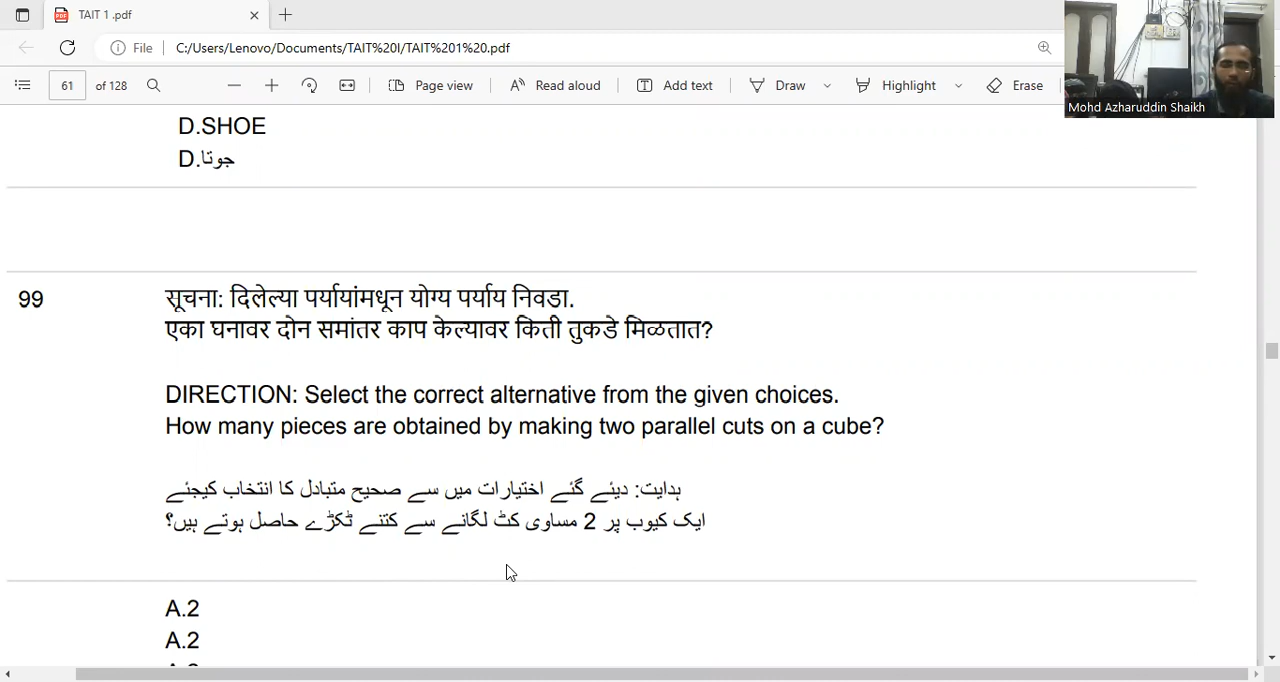 TAIT 1 .pdf
File
C:/Users/Lenovo/Documents/TAIT%20I/TAIT%201%20.pdf
61 of 128
Page view
Read aloud
Add text
Draw
Highlight
Erase
Mohd Azharuddin Shaikh
D.SHOE
D.جوتا
99
सूचना: दिलेल्या पर्यायांमधून योग्य पर्याय निवडा.
एका घनावर दोन समांतर काप केल्यावर किती तुकडे मिळतात?
DIRECTION: Select the correct alternative from the given choices.
How many pieces are obtained by making two parallel cuts on a cube?
ہدایت: دیئے گئے اختیارات میں سے صحیح متبادل کا انتخاب کیجئے
ایک کیوب پر 2 مساوی کٹ لگانے سے کتنے ٹکڑے حاصل ہوتے ہیں؟
A.2
A.2